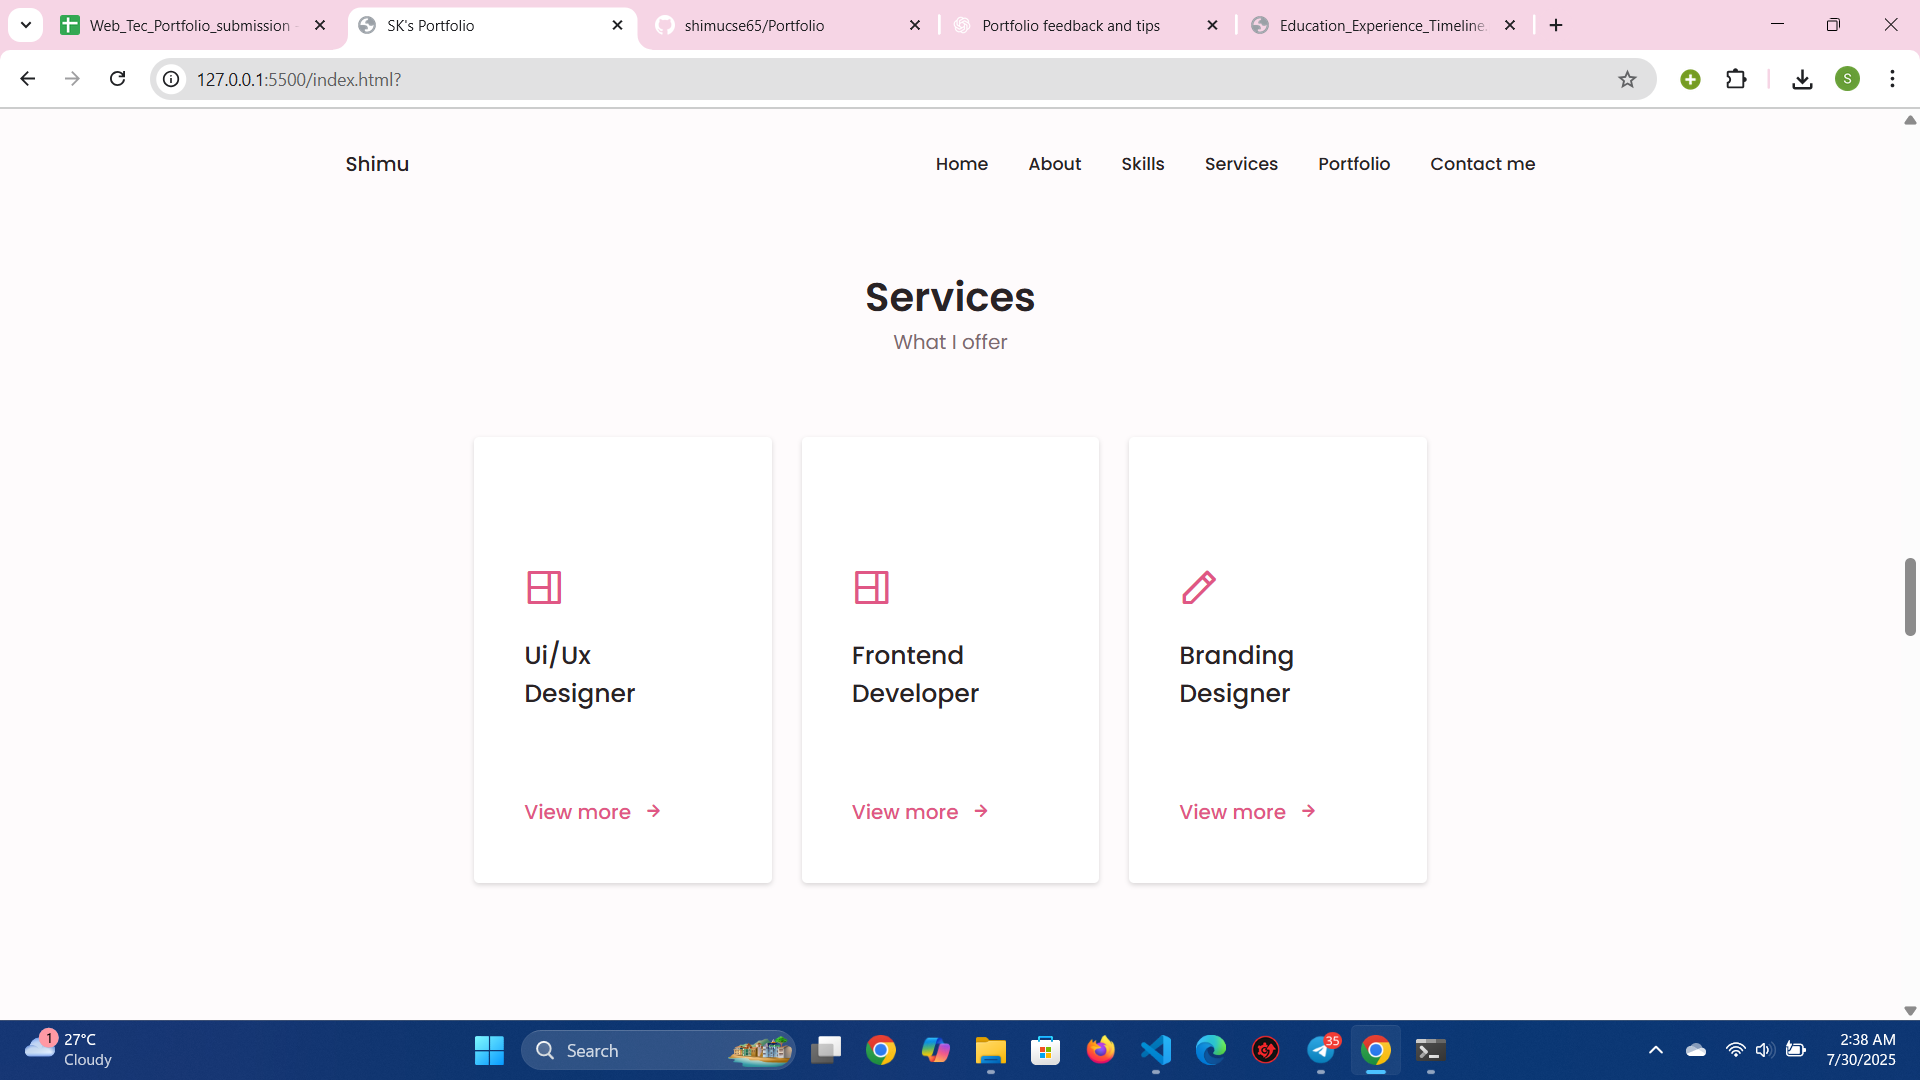 Web_Tec_Portfolio_submission
SK's Portfolio
shimucse65/Portfolio
Portfolio feedback and tips
Education_Experience_Timeline.
127.0.0.1:5500/index.html?
S
Shimu
Home
About
Skills
Services
Portfolio
Contact me
Services
What I offer
Ui/Ux
Designer
View more
Frontend
Developer
View more
Branding
Designer
View more
1
27°C
Cloudy
Search
35
2:38 AM
7/30/2025